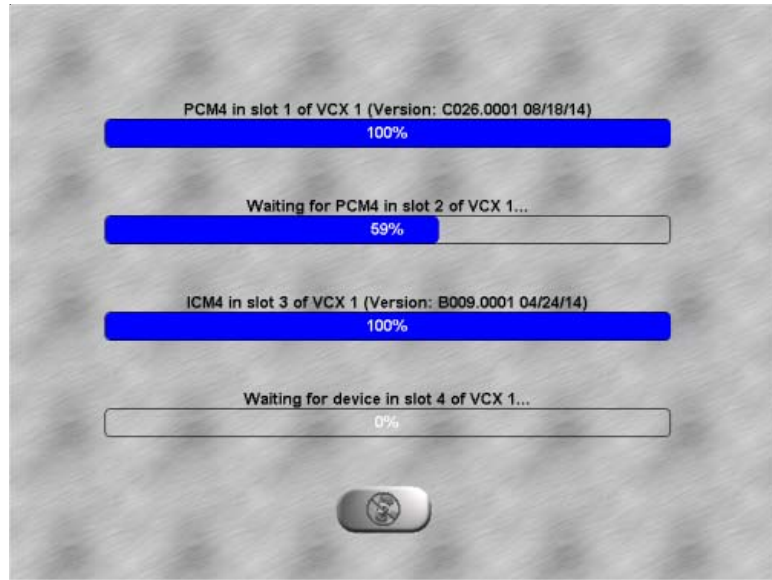 PCM4 in slot 1 of VCX 1 (Version: C026.0001 08/18/14)
100%
Waiting for PCM4 in slot 2 of VCX 1...
59%
ICM4 in slot 3 of VCX 1 (Version: B009.0001 04/24/14)
100%
Waiting for device in slot 4 of VCX 1...
0%